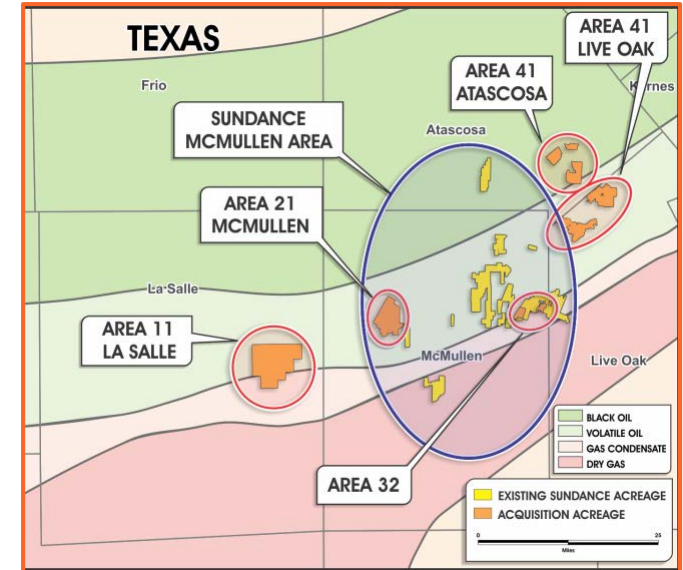 TEXAS
AREA 41
LIVE OAK
Frio
AREA 41
ATASCOSA
Karnes
SUNDANCE
MCMULLEN AREA
Atascosa
AREA 21
MCMULLEN
La Salle
AREA 11
LA SALLE
McMullen
Live Oak
AREA 32
BLACK OIL
VOLATILE OIL
GAS CONDENSATE
DRY GAS
EXISTING SUNDANCE ACREAGE
ACQUISITION ACREAGE
0 25
Miles